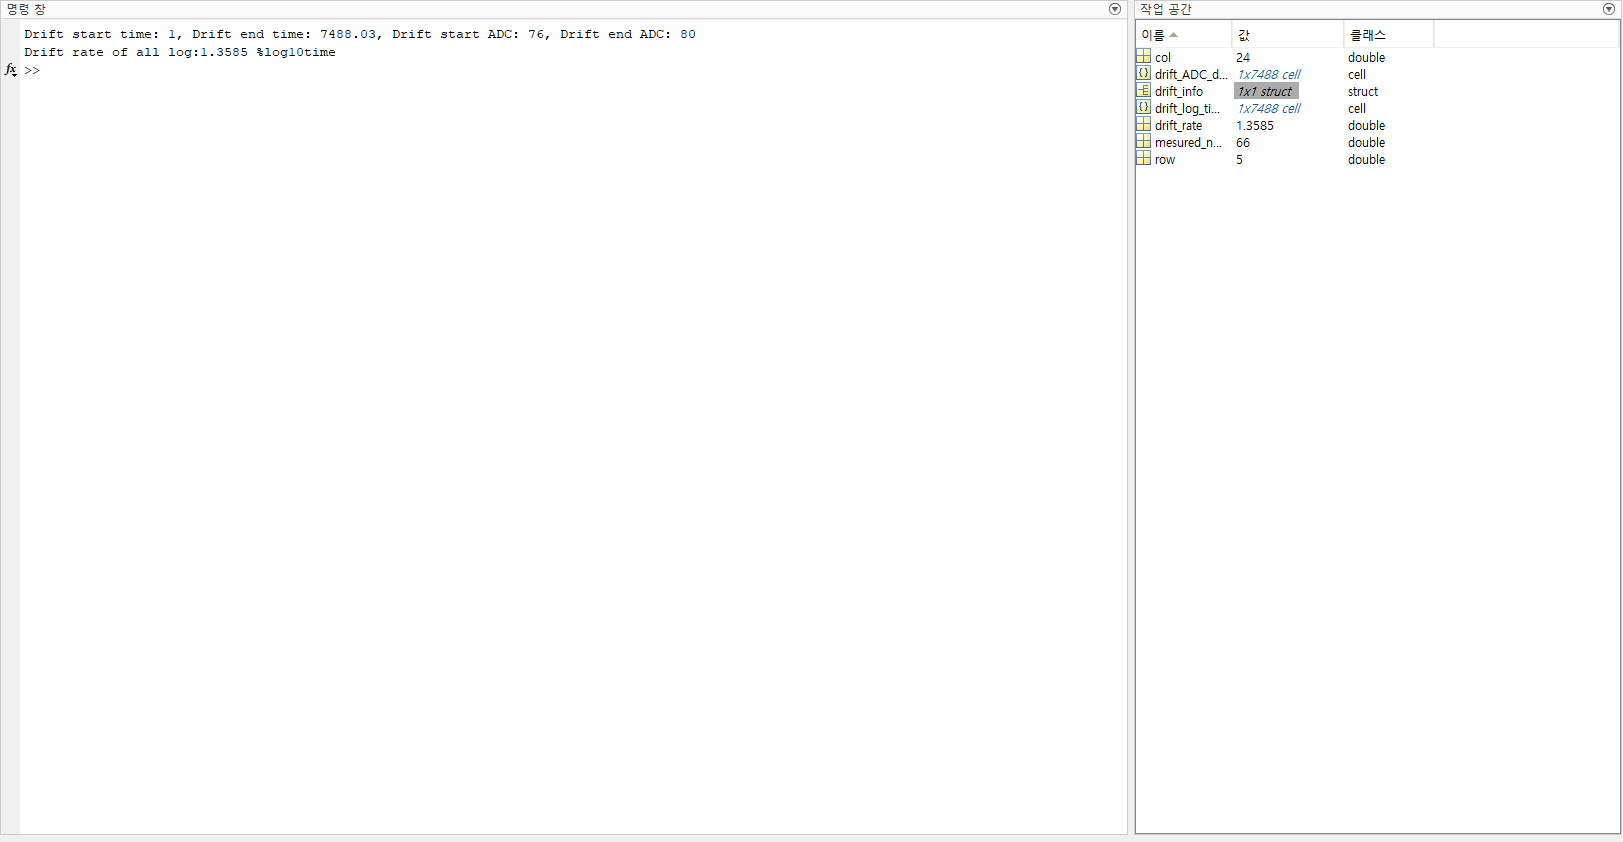 명령 창
Drift start time: 1, Drift end time: 7488.03, Drift start ADC: 76, Drift end ADC: 80
Drift rate of all log:1.3585 %log10time
fx >>
작업 공간
이름 값 클래스
col 24 double
drift_ADC_d... 1x7488 cell cell
drift_info 1x1 struct struct
drift_log_ti... 1x7488 cell cell
drift_rate 1.3585 double
mesured_n... 66 double
row 5 double